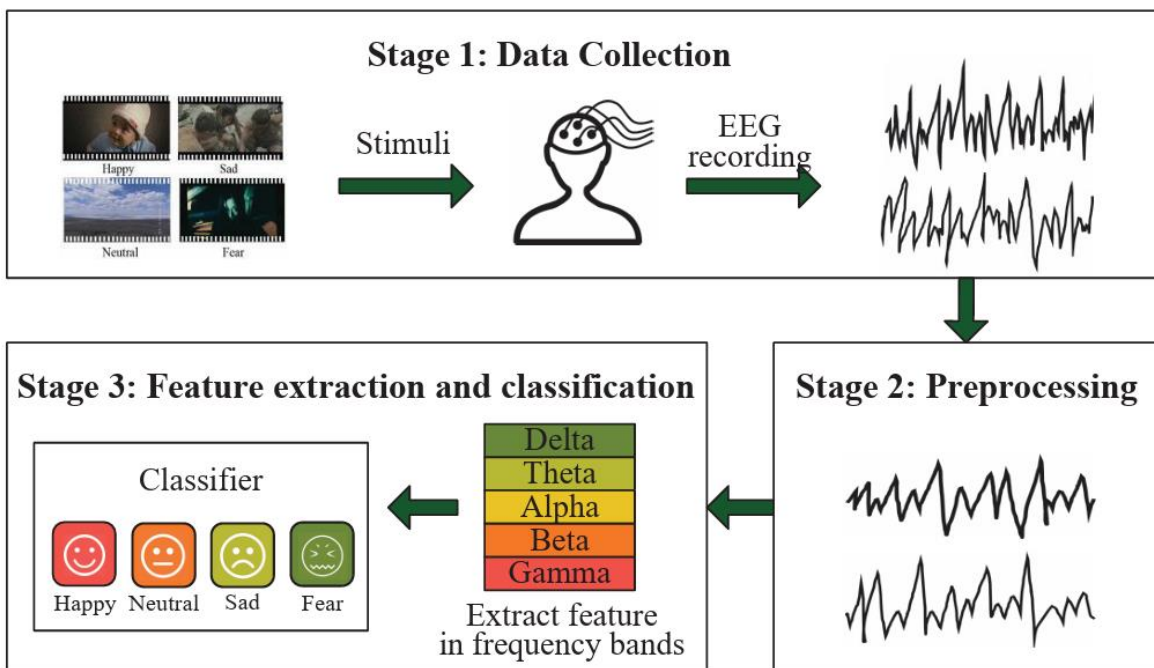 Stage 1: Data Collection
Happy
Sad
Neutral
Fear
Stimuli
EEG
recording
Stage 2: Preprocessing
Stage 3: Feature extraction and classification
Delta
Theta
Alpha
Beta
Gamma
Extract feature
in frequency bands
Classifier
Happy
Neutral
Sad
Fear